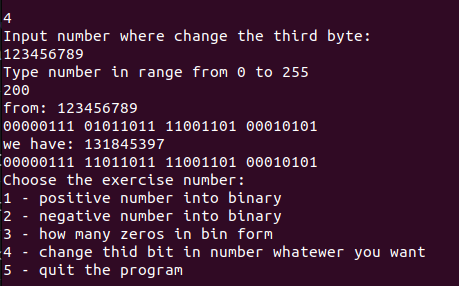 4
Input number where change the third byte:
123456789
Type number in range from 0 to 255
200
from: 123456789
00000111 01011011 11001101 00010101
we have: 131845397
00000111 11011011 11001101 00010101
Choose the exercise number:
1 - positive number into binary
2 - negative number into binary
3 - how many zeros in bin form
4 - change thid bit in number whatewer you want
5 - quit the program